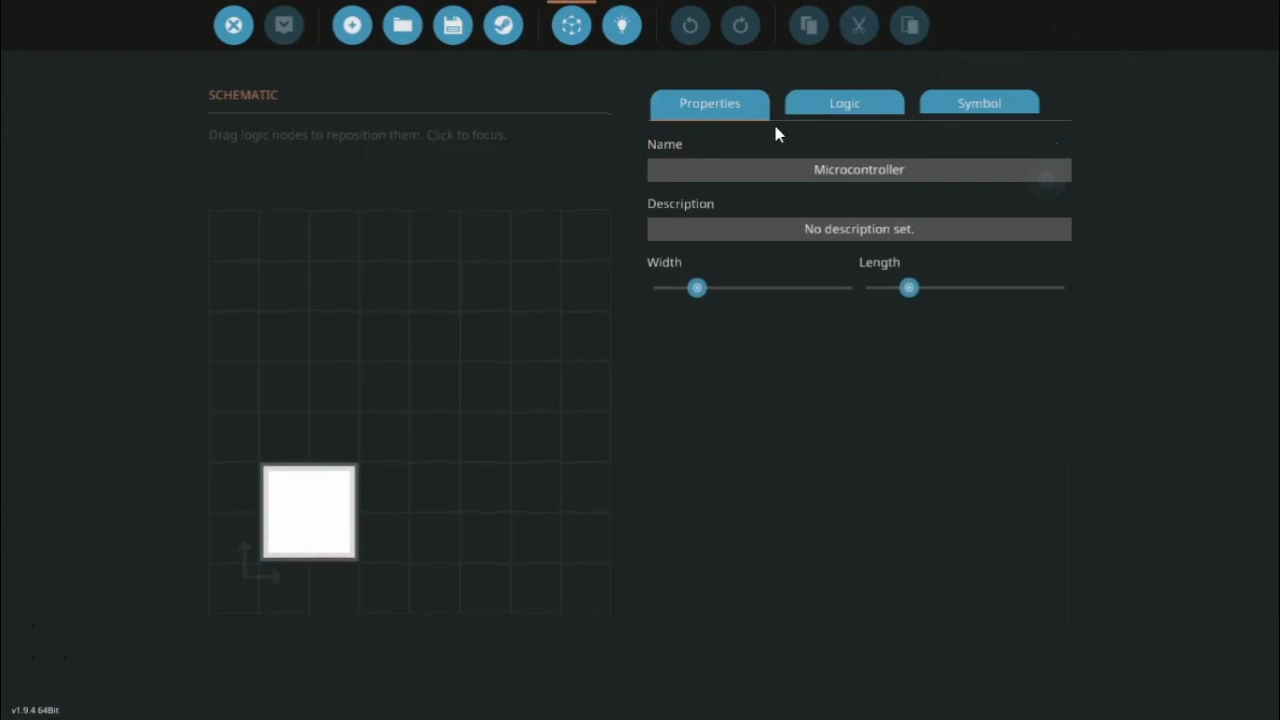 SCHEMATIC
Drag logic nodes to reposition them. Click to focus.
Properties
Logic
Symbol
Name
Microcontroller
Description
No description set.
Width
Length
v1.9.4 64Bit